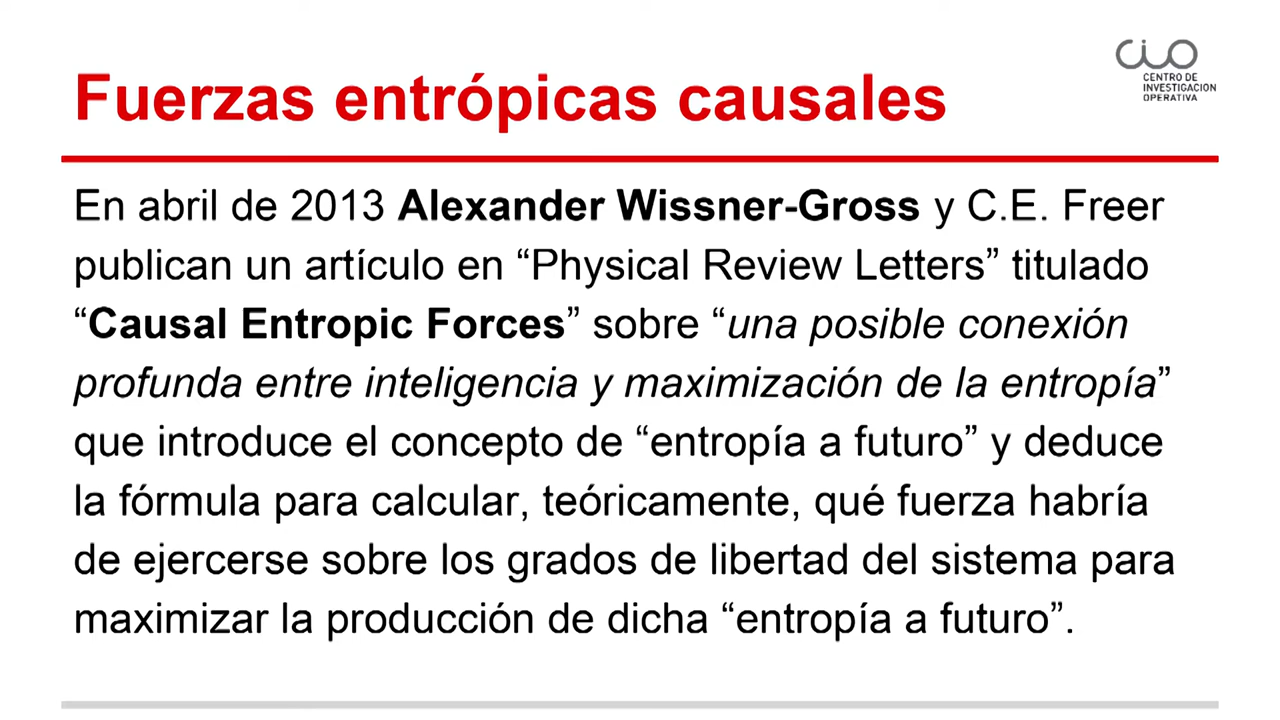 CIO
CENTRO DE
INVESTIGACION
OPERATIVA
Fuerzas entrópicas causales
En abril de 2013 Alexander Wissner-Gross y C.E. Freer
publican un artículo en “Physical Review Letters” titulado
“Causal Entropic Forces” sobre “una posible conexión
profunda entre inteligencia y maximización de la entropía”
que introduce el concepto de “entropía a futuro” y deduce
la fórmula para calcular, teóricamente, qué fuerza habría
de ejercerse sobre los grados de libertad del sistema para
maximizar la producción de dicha “entropía a futuro”.